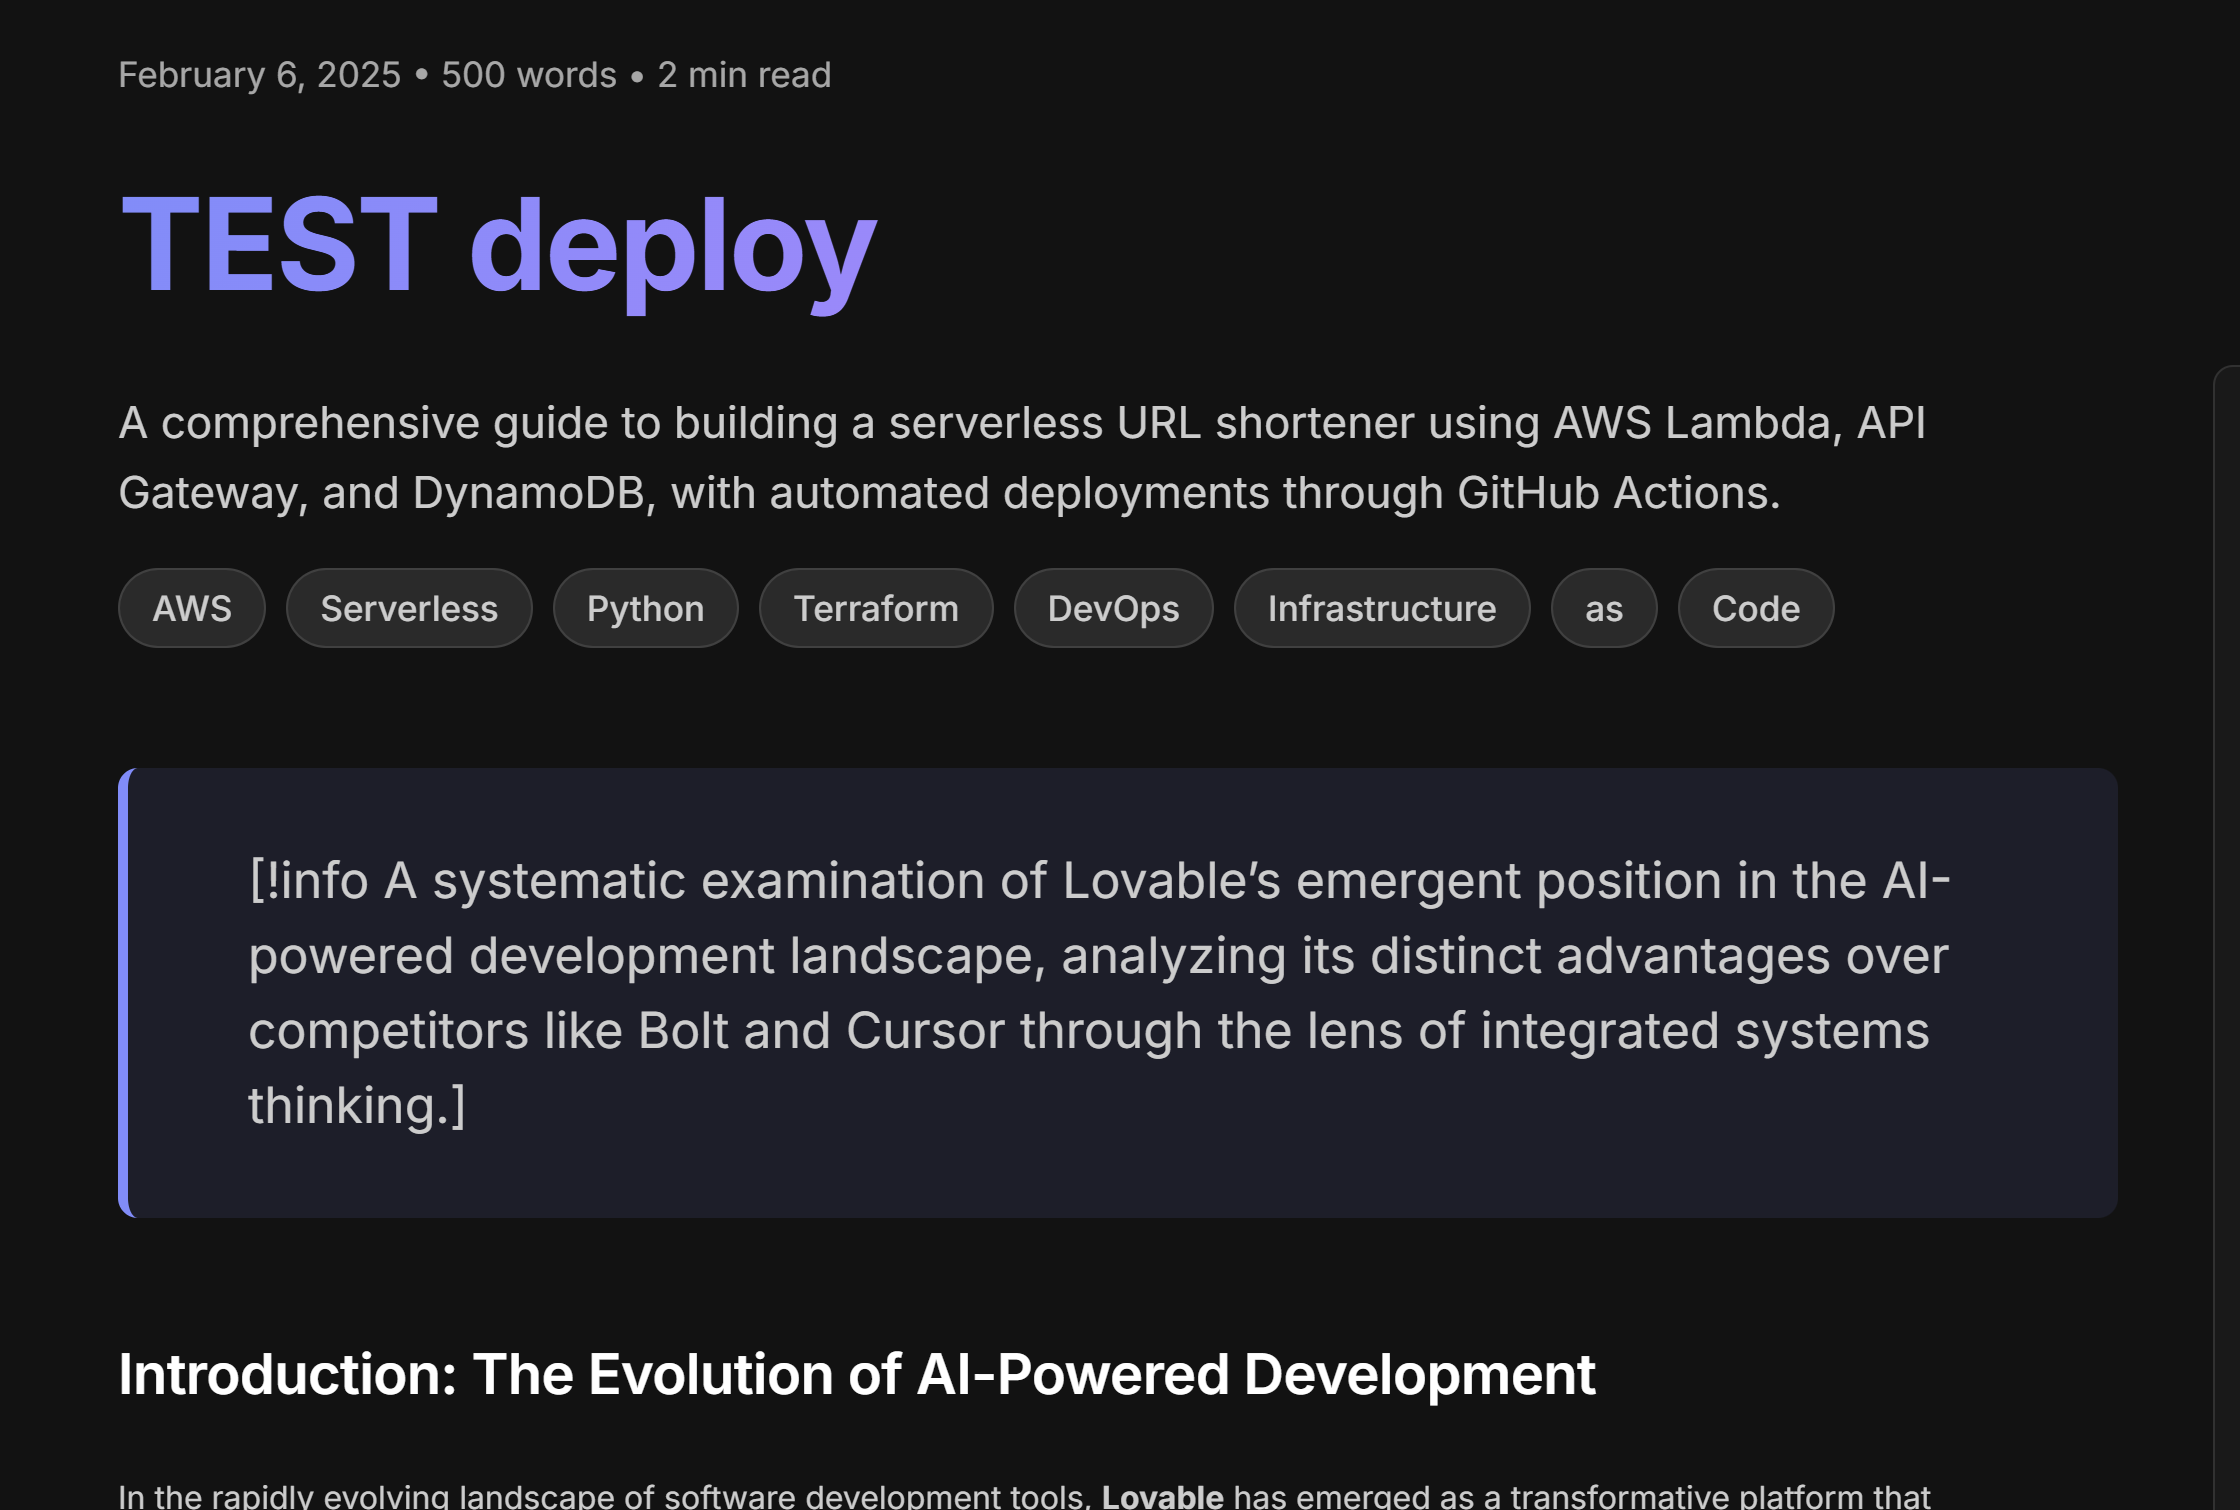 February 6, 2025 • 500 words • 2 min read
TEST deploy
A comprehensive guide to building a serverless URL shortener using AWS Lambda, API
Gateway, and DynamoDB, with automated deployments through GitHub Actions.
AWS Serverless Python Terraform DevOps Infrastructure as Code
[!info A systematic examination of Lovable’s emergent position in the AI-
powered development landscape, analyzing its distinct advantages over
competitors like Bolt and Cursor through the lens of integrated systems
thinking.]
Introduction: The Evolution of AI-Powered Development
In the rapidly evolving landscape of software development tools, Lovable has emerged as a transformative platform that